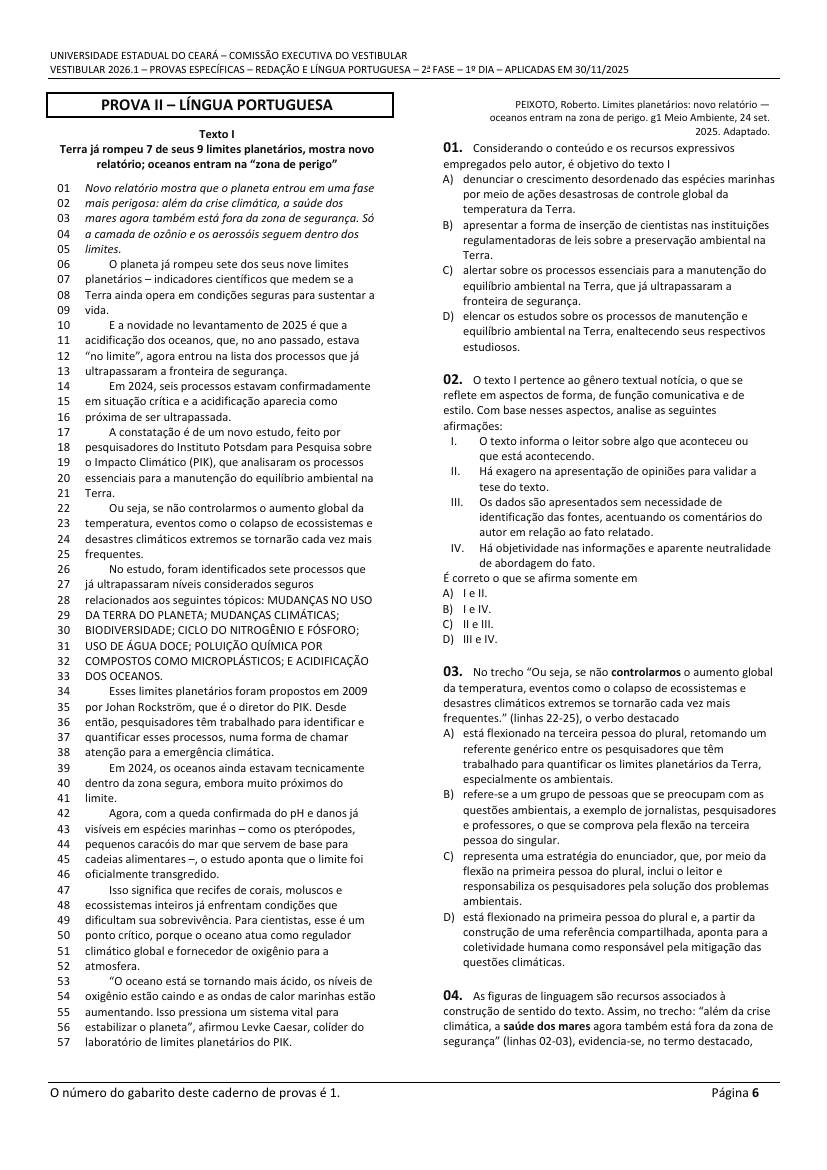 UNIVERSIDADE ESTADUAL DO CEARÁ – COMISSÃO EXECUTIVA DO VESTIBULAR
VESTIBULAR 2026.1 – PROVAS ESPECÍFICAS – REDAÇÃO E LÍNGUA PORTUGUESA – 2ª FASE – 1º DIA – APLICADAS EM 30/11/2025
PROVA II – LÍNGUA PORTUGUESA
Texto I
Terra já rompeu 7 de seus 9 limites planetários, mostra novo
relatório; oceanos entram na “zona de perigo”
01 Novo relatório mostra que o planeta entrou em uma fase
02 mais perigosa: além da crise climática, a saúde dos
03 mares agora também está fora da zona de segurança. Só
04 a camada de ozônio e os aerossóis seguem dentro dos
05 limites.
06 O planeta já rompeu sete dos seus nove limites
07 planetários – indicadores científicos que medem se a
08 Terra ainda opera em condições seguras para sustentar a
09 vida.
10 E a novidade no levantamento de 2025 é que a
11 acidificação dos oceanos, que, no ano passado, estava
12 “no limite”, agora entrou na lista dos processos que já
13 ultrapassaram a fronteira de segurança.
14 Em 2024, seis processos estavam confirmadamente
15 em situação crítica e a acidificação aparecia como
16 próxima de ser ultrapassada.
17 A constatação é de um novo estudo, feito por
18 pesquisadores do Instituto Potsdam para Pesquisa sobre
19 o Impacto Climático (PIK), que analisaram os processos
20 essenciais para a manutenção do equilíbrio ambiental na
21 Terra.
22 Ou seja, se não controlarmos o aumento global da
23 temperatura, eventos como o colapso de ecossistemas e
24 desastres climáticos extremos se tornarão cada vez mais
25 frequentes.
26 No estudo, foram identificados sete processos que
27 já ultrapassaram níveis considerados seguros
28 relacionados aos seguintes tópicos: MUDANÇAS NO USO
29 DA TERRA DO PLANETA; MUDANÇAS CLIMÁTICAS;
30 BIODIVERSIDADE; CICLO DO NITROGÊNIO E FÓSFORO;
31 USO DE ÁGUA DOCE; POLUIÇÃO QUÍMICA POR
32 COMPOSTOS COMO MICROPLÁSTICOS; E ACIDIFICAÇÃO
33 DOS OCEANOS.
34 Esses limites planetários foram propostos em 2009
35 por Johan Rockström, que é o diretor do PIK. Desde
36 então, pesquisadores têm trabalhado para identificar e
37 quantificar esses processos, numa forma de chamar
38 atenção para a emergência climática.
39 Em 2024, os oceanos ainda estavam tecnicamente
40 dentro da zona segura, embora muito próximos do
41 limite.
42 Agora, com a queda confirmada do pH e danos já
43 visíveis em espécies marinhas – como os pterópodes,
44 pequenos caracóis do mar que servem de base para
45 cadeias alimentares –, o estudo aponta que o limite foi
46 oficialmente transgredido.
47 Isso significa que recifes de corais, moluscos e
48 ecossistemas inteiros já enfrentam condições que
49 dificultam sua sobrevivência. Para cientistas, esse é um
50 ponto crítico, porque o oceano atua como regulador
51 climático global e fornecedor de oxigênio para a
52 atmosfera.
53 “O oceano está se tornando mais ácido, os níveis de
54 oxigênio estão caindo e as ondas de calor marinhas estão
55 aumentando. Isso pressiona um sistema vital para
56 estabilizar o planeta”, afirmou Levke Caesar, colíder do
57 laboratório de limites planetários do PIK.
PEIXOTO, Roberto. Limites planetários: novo relatório —
oceanos entram na zona de perigo. g1 Meio Ambiente, 24 set.
2025. Adaptado.
01. Considerando o conteúdo e os recursos expressivos
empregados pelo autor, é objetivo do texto I
A) denunciar o crescimento desordenado das espécies marinhas
por meio de ações desastrosas de controle global da
temperatura da Terra.
B) apresentar a forma de inserção de cientistas nas instituições
regulamentadoras de leis sobre a preservação ambiental na
Terra.
C) alertar sobre os processos essenciais para a manutenção do
equilíbrio ambiental na Terra, que já ultrapassaram a
fronteira de segurança.
D) elencar os estudos sobre os processos de manutenção e
equilíbrio ambiental na Terra, enaltecendo seus respectivos
estudiosos.
02. O texto I pertence ao gênero textual notícia, o que se
reflete em aspectos de forma, de função comunicativa e de
estilo. Com base nesses aspectos, analise as seguintes
afirmações:
I. O texto informa o leitor sobre algo que aconteceu ou
que está acontecendo.
II. Há exagero na apresentação de opiniões para validar a
tese do texto.
III. Os dados são apresentados sem necessidade de
identificação das fontes, acentuando os comentários do
autor em relação ao fato relatado.
IV. Há objetividade nas informações e aparente neutralidade
de abordagem do fato.
É correto o que se afirma somente em
A) I e II.
B) I e IV.
C) II e III.
D) III e IV.
03. No trecho “Ou seja, se não controlarmos o aumento global
da temperatura, eventos como o colapso de ecossistemas e
desastres climáticos extremos se tornarão cada vez mais
frequentes.” (linhas 22-25), o verbo destacado
A) está flexionado na terceira pessoa do plural, retomando um
referente genérico entre os pesquisadores que têm
trabalhado para quantificar os limites planetários da Terra,
especialmente os ambientais.
B) refere-se a um grupo de pessoas que se preocupam com as
questões ambientais, a exemplo de jornalistas, pesquisadores
e professores, o que se comprova pela flexão na terceira
pessoa do singular.
C) representa uma estratégia do enunciador, que, por meio da
flexão na primeira pessoa do plural, inclui o leitor e
responsabiliza os pesquisadores pela solução dos problemas
ambientais.
D) está flexionado na primeira pessoa do plural e, a partir da
construção de uma referência compartilhada, aponta para a
coletividade humana como responsável pela mitigação das
questões climáticas.
04. As figuras de linguagem são recursos associados à
construção de sentido do texto. Assim, no trecho: “além da crise
climática, a saúde dos mares agora também está fora da zona de
segurança” (linhas 02-03), evidencia-se, no termo destacado,
O número do gabarito deste caderno de provas é 1.
Página 6